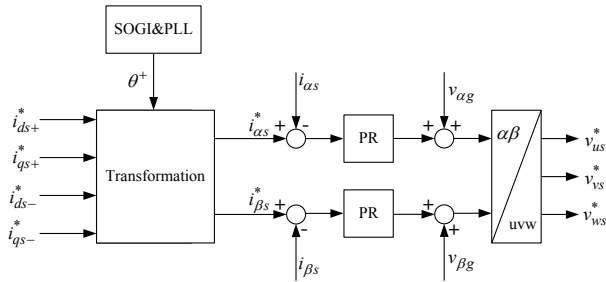 SOGI&PLL
θ⁺
i*ds+
i*qs+
i*ds−
i*qs−
Transformation
i*αs
i*βs
iαs
iβs
+ -
+ -
PR
PR
vαg
vβg
+ +
+ +
αβ
uvw
v*us
v*vs
v*ws